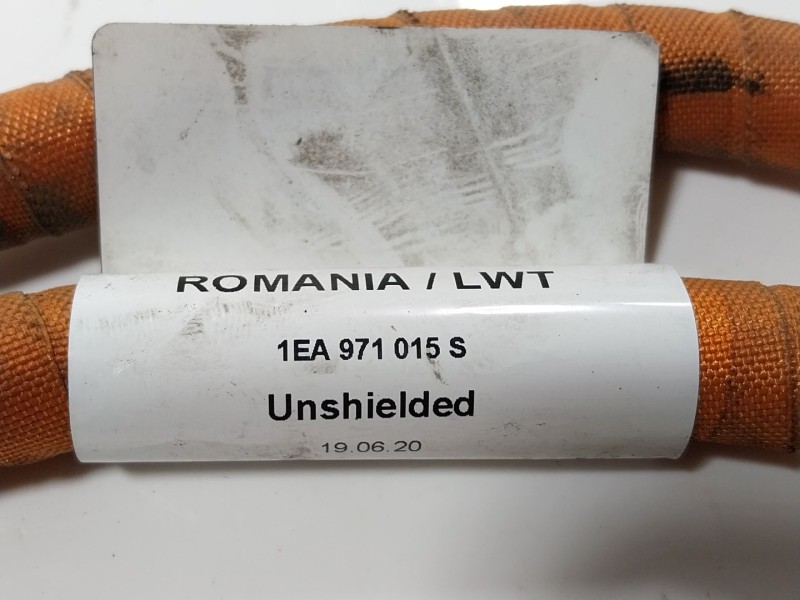 ROMANIA / LWT
1EA 971 015 S
Unshielded
19.06.20